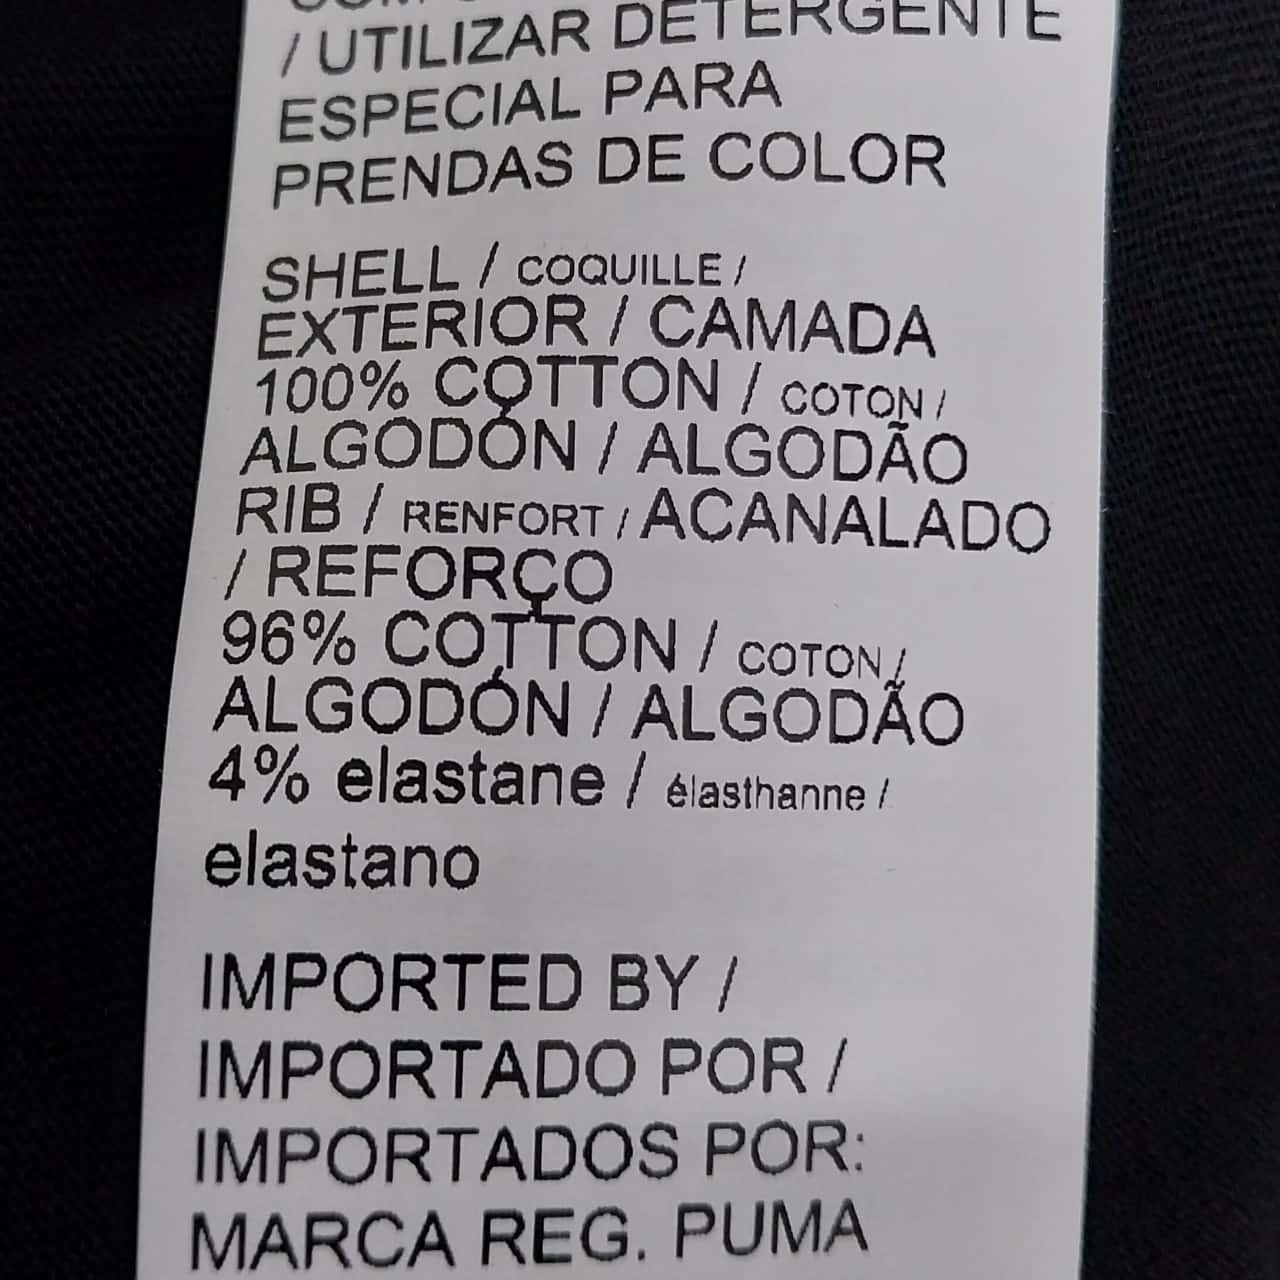 / UTILIZAR DETERGENTE
ESPECIAL PARA
PRENDAS DE COLOR
SHELL / COQUILLE /
EXTERIOR / CAMADA
100% COTTON / COTON /
ALGODÓN / ALGODÃO
RIB / RENFORT / ACANALADO
/ REFORÇO
96% COTTON / COTON /
ALGODÓN / ALGODÃO
4% elastane / élasthanne /
elastano
IMPORTED BY /
IMPORTADO POR /
IMPORTADOS POR:
MARCA REG. PUMA